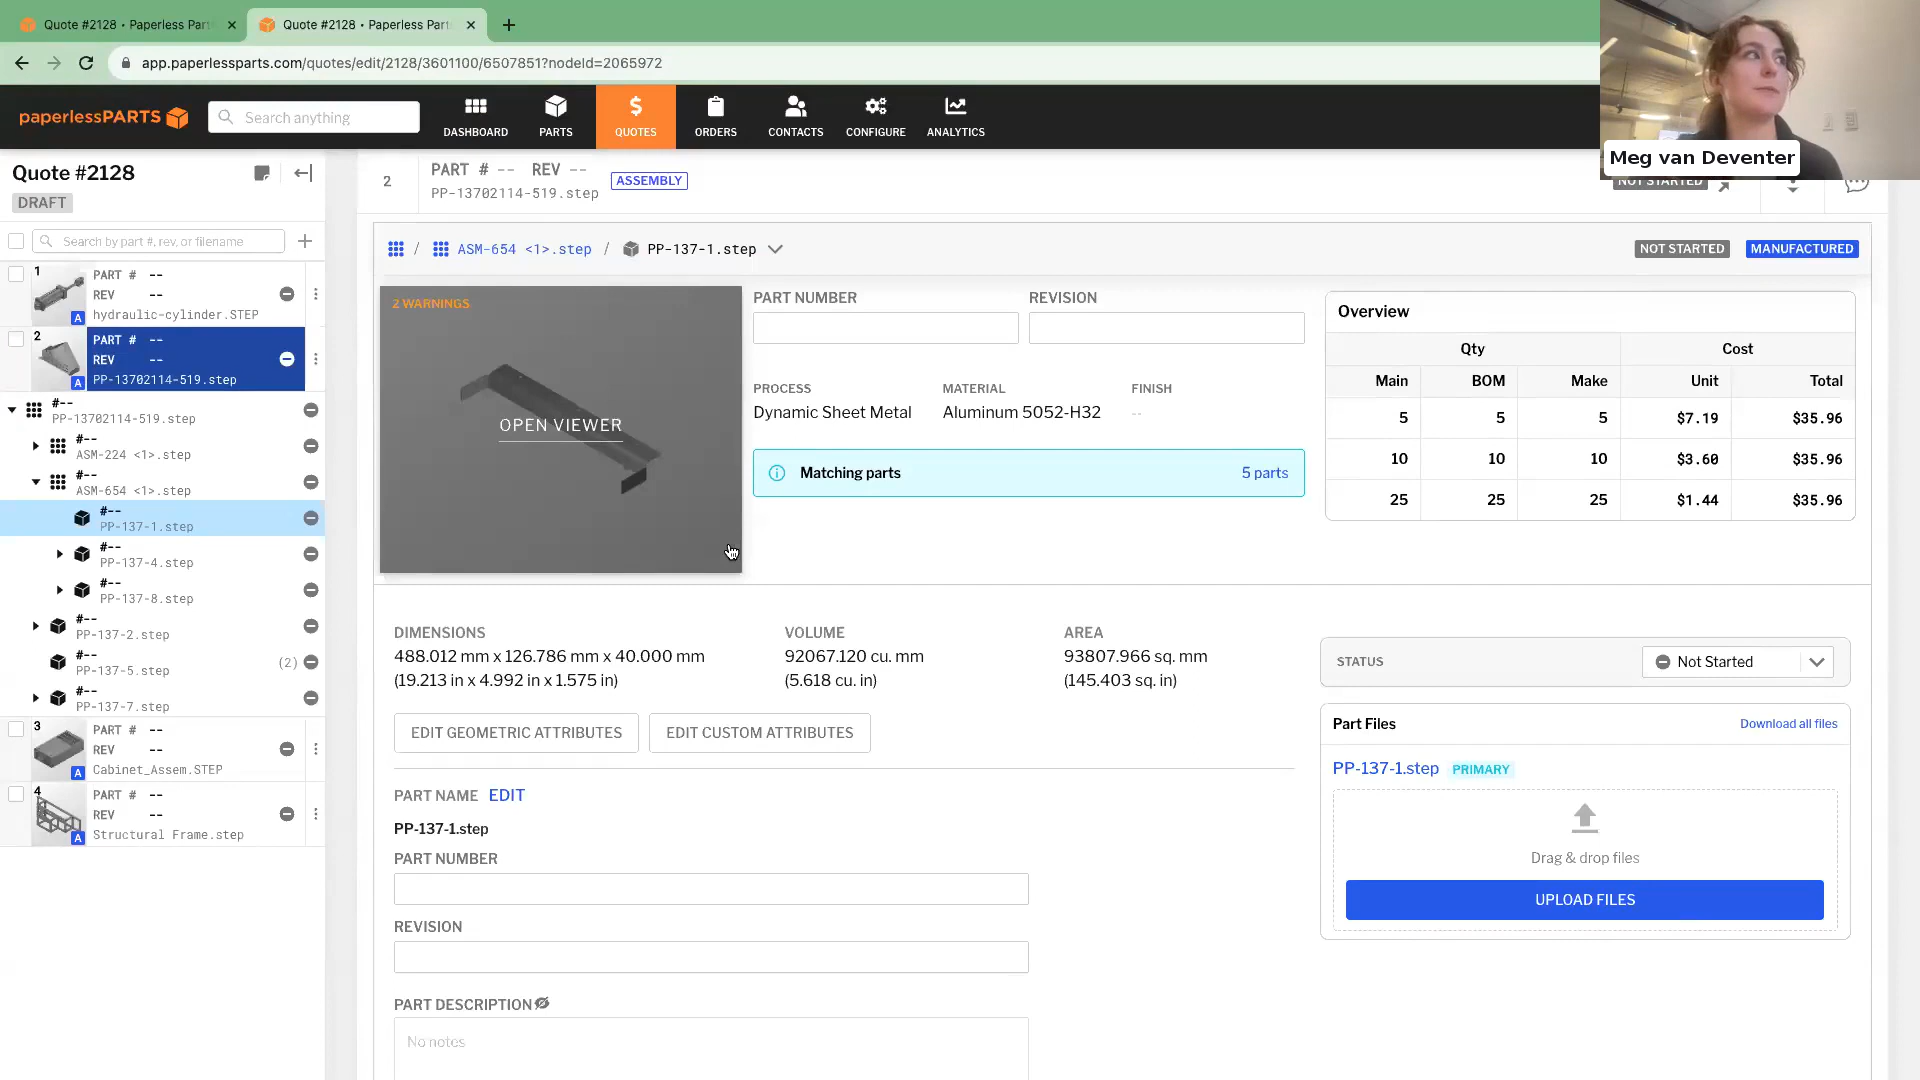 Quote #2128 • Paperless Part
Quote #2128 • Paperless Part
app.paperlessparts.com/quotes/edit/2128/3601100/6507851?nodeId=2065972
paperlessPARTS
Search anything
DASHBOARD
PARTS
QUOTES
ORDERS
CONTACTS
CONFIGURE
ANALYTICS
Meg van Deventer
Quote #2128
DRAFT
Search by part #, rev, or filename
1
PART # --
REV --
hydraulic-cylinder.STEP
A
2
PART # --
REV --
PP-13702114-519.step
A
#--
PP-13702114-519.step
#--
ASM-224 <1>.step
#--
ASM-654 <1>.step
#--
PP-137-1.step
#--
PP-137-4.step
#--
PP-137-8.step
#--
PP-137-2.step
#--
PP-137-5.step
(2)
#--
PP-137-7.step
3
PART # --
REV --
Cabinet_Assem.STEP
A
4
PART # --
REV --
Structural Frame.step
A
2
PART # -- REV --
PP-13702114-519.step
ASSEMBLY
NOT STARTED
/ ASM-654 <1>.step / PP-137-1.step
NOT STARTED
MANUFACTURED
2 WARNINGS
OPEN VIEWER
PART NUMBER
REVISION
PROCESS
Dynamic Sheet Metal
MATERIAL
Aluminum 5052-H32
FINISH
--
Matching parts
5 parts
Overview
Qty Cost
Main BOM Make Unit Total
5 5 5 $7.19 $35.96
10 10 10 $3.60 $35.96
25 25 25 $1.44 $35.96
DIMENSIONS
488.012 mm x 126.786 mm x 40.000 mm
(19.213 in x 4.992 in x 1.575 in)
VOLUME
92067.120 cu. mm
(5.618 cu. in)
AREA
93807.966 sq. mm
(145.403 sq. in)
EDIT GEOMETRIC ATTRIBUTES
EDIT CUSTOM ATTRIBUTES
PART NAME EDIT
PP-137-1.step
PART NUMBER
REVISION
PART DESCRIPTION
No notes
STATUS
Not Started
Part Files
Download all files
PP-137-1.step PRIMARY
Drag & drop files
UPLOAD FILES